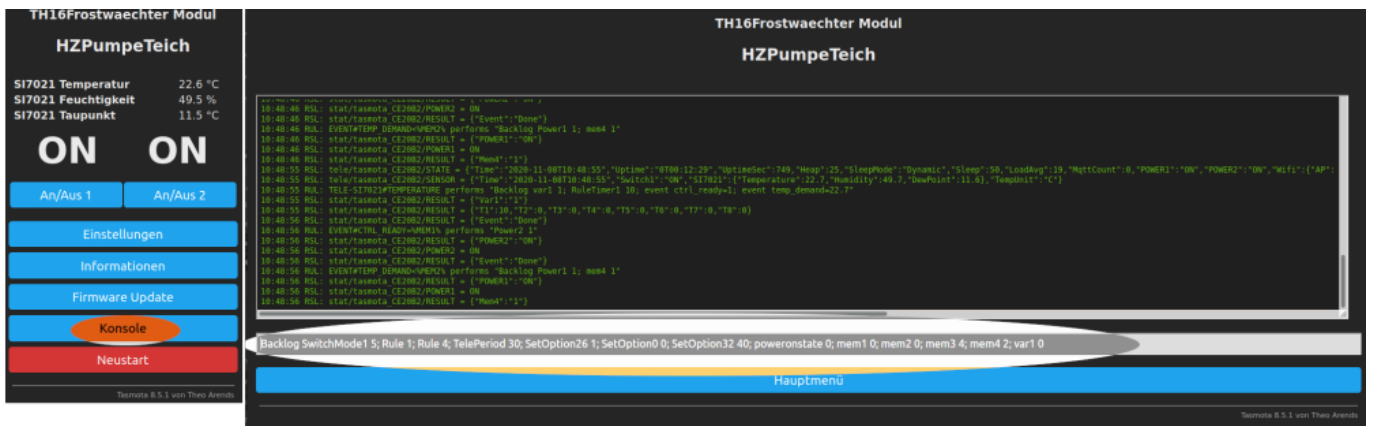 TH16Frostwaechter Modul
HZPumpeTeich
SI7021 Temperatur 22.6 °C
SI7021 Feuchtigkeit 49.5 %
SI7021 Taupunkt 11.5 °C
ON ON
An/Aus 1 An/Aus 2
Einstellungen
Informationen
Firmware Update
Konsole
Neustart
Tasmota 8.5.1 von Theo Arends
TH16Frostwaechter Modul
HZPumpeTeich
10:48:46 RSL: stat/tasmota_CE20B2/POWER2 = ON
10:48:46 RSL: stat/tasmota_CE20B2/RESULT = {"Event":"Done"}
10:48:46 RUL: EVENT#TEMP_DEMAND<%MEM2% performs "Backlog Power1 1; mem4 1"
10:48:46 RSL: stat/tasmota_CE20B2/RESULT = {"POWER1":"ON"}
10:48:46 RSL: stat/tasmota_CE20B2/POWER1 = ON
10:48:46 RSL: stat/tasmota_CE20B2/RESULT = {"Mem4":"1"}
10:48:55 RSL: tele/tasmota_CE20B2/STATE = {"Time":"2020-11-08T10:48:55","Uptime":"0T00:12:29","UptimeSec":749,"Heap":25,"SleepMode":"Dynamic","Sleep":50,"LoadAvg":19,"MqttCount":0,"POWER1":"ON","POWER2":"ON","Wifi":{"AP":
10:48:55 RSL: tele/tasmota_CE20B2/SENSOR = {"Time":"2020-11-08T10:48:55","Switch1":"ON","SI7021":{"Temperature":22.7,"Humidity":49.7,"DewPoint":11.6},"TempUnit":"C"}
10:48:55 RUL: TELE-SI7021#TEMPERATURE performs "Backlog var1 1; RuleTimer1 10; event ctrl_ready=1; event temp_demand=22.7"
10:48:55 RSL: stat/tasmota_CE20B2/RESULT = {"Var1":"1"}
10:48:55 RSL: stat/tasmota_CE20B2/RESULT = {"T1":10,"T2":0,"T3":0,"T4":0,"T5":0,"T6":0,"T7":0,"T8":0}
10:48:56 RSL: stat/tasmota_CE20B2/RESULT = {"Event":"Done"}
10:48:56 RUL: EVENT#CTRL_READY=%MEM1% performs "Power2 1"
10:48:56 RSL: stat/tasmota_CE20B2/RESULT = {"POWER2":"ON"}
10:48:56 RSL: stat/tasmota_CE20B2/POWER2 = ON
10:48:56 RSL: stat/tasmota_CE20B2/RESULT = {"Event":"Done"}
10:48:56 RUL: EVENT#TEMP_DEMAND<%MEM2% performs "Backlog Power1 1; mem4 1"
10:48:56 RSL: stat/tasmota_CE20B2/RESULT = {"POWER1":"ON"}
10:48:56 RSL: stat/tasmota_CE20B2/POWER1 = ON
10:48:56 RSL: stat/tasmota_CE20B2/RESULT = {"Mem4":"1"}
Backlog SwitchMode1 5; Rule 1; Rule 4; TelePeriod 30; SetOption26 1; SetOption0 0; SetOption32 40; poweronstate 0; mem1 0; mem2 0; mem3 4; mem4 2; var1 0
Hauptmenü
Tasmota 8.5.1 von Theo Arends